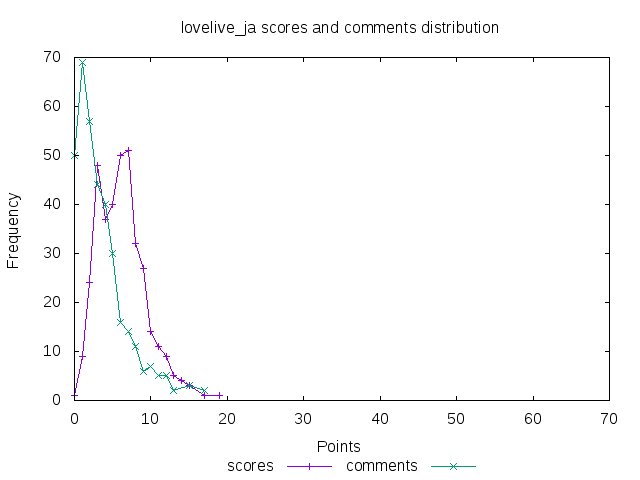 lovelive_ja scores and comments distribution
70
60
50
40
30
20
10
0
Frequency
0 10 20 30 40 50 60 70
Points
scores comments